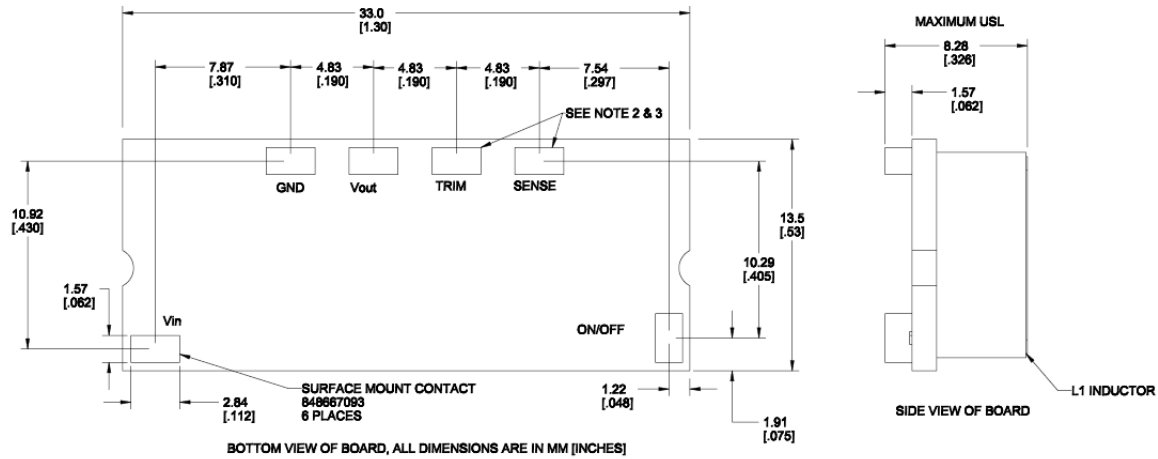 33.0
[1.30]
MAXIMUM USL
8.28
[.326]
7.87
[.310]
4.83
[.190]
4.83
[.190]
4.83
[.190]
7.54
[.297]
1.57
[.062]
SEE NOTE 2 & 3
GND
Vout
TRIM
SENSE
10.92
[.430]
13.5
[.53]
10.29
[.405]
1.57
[.062]
Vin
ON/OFF
SURFACE MOUNT CONTACT
848667093
6 PLACES
2.84
[.112]
1.22
[.048]
1.91
[.075]
L1 INDUCTOR
SIDE VIEW OF BOARD
BOTTOM VIEW OF BOARD, ALL DIMENSIONS ARE IN MM [INCHES]